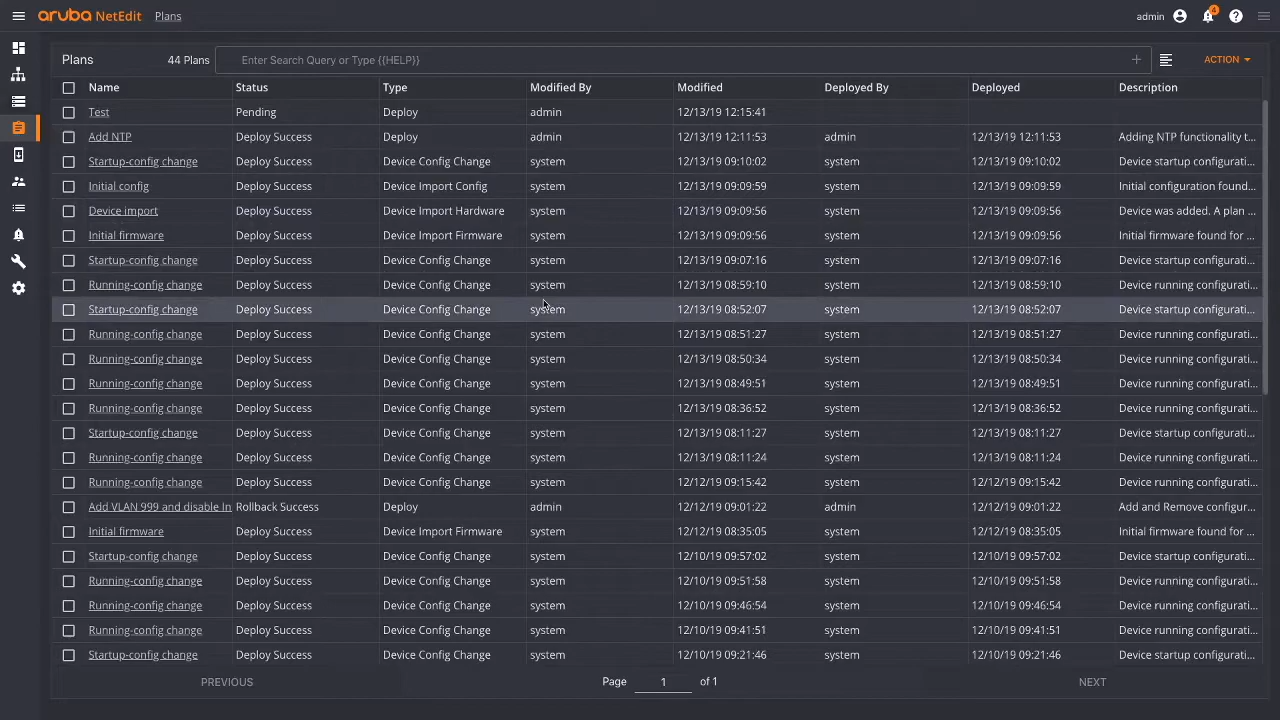 aruba NetEdit Plans admin 4
Plans 44 Plans Enter Search Query or Type {{HELP}} ACTION
Name Status Type Modified By Modified Deployed By Deployed Description
Test Pending Deploy admin 12/13/19 12:15:41
Add NTP Deploy Success Deploy admin 12/13/19 12:11:53 admin 12/13/19 12:11:53 Adding NTP functionality t...
Startup-config change Deploy Success Device Config Change system 12/13/19 09:10:02 system 12/13/19 09:10:02 Device startup configurati...
Initial config Deploy Success Device Import Config system 12/13/19 09:09:59 system 12/13/19 09:09:59 Initial configuration found...
Device import Deploy Success Device Import Hardware system 12/13/19 09:09:56 system 12/13/19 09:09:56 Device was added. A plan ...
Initial firmware Deploy Success Device Import Firmware system 12/13/19 09:09:56 system 12/13/19 09:09:56 Initial firmware found for ...
Startup-config change Deploy Success Device Config Change system 12/13/19 09:07:16 system 12/13/19 09:07:16 Device startup configurati...
Running-config change Deploy Success Device Config Change system 12/13/19 08:59:10 system 12/13/19 08:59:10 Device running configurati...
Startup-config change Deploy Success Device Config Change system 12/13/19 08:52:07 system 12/13/19 08:52:07 Device startup configurati...
Running-config change Deploy Success Device Config Change system 12/13/19 08:51:27 system 12/13/19 08:51:27 Device running configurati...
Running-config change Deploy Success Device Config Change system 12/13/19 08:50:34 system 12/13/19 08:50:34 Device running configurati...
Running-config change Deploy Success Device Config Change system 12/13/19 08:49:51 system 12/13/19 08:49:51 Device running configurati...
Running-config change Deploy Success Device Config Change system 12/13/19 08:36:52 system 12/13/19 08:36:52 Device running configurati...
Startup-config change Deploy Success Device Config Change system 12/13/19 08:11:27 system 12/13/19 08:11:27 Device startup configurati...
Running-config change Deploy Success Device Config Change system 12/13/19 08:11:24 system 12/13/19 08:11:24 Device running configurati...
Running-config change Deploy Success Device Config Change system 12/12/19 09:15:42 system 12/12/19 09:15:42 Device running configurati...
Add VLAN 999 and disable In Rollback Success Deploy admin 12/12/19 09:01:22 admin 12/12/19 09:01:22 Add and Remove configur...
Initial firmware Deploy Success Device Import Firmware system 12/12/19 08:35:05 system 12/12/19 08:35:05 Initial firmware found for ...
Startup-config change Deploy Success Device Config Change system 12/10/19 09:57:02 system 12/10/19 09:57:02 Device startup configurati...
Running-config change Deploy Success Device Config Change system 12/10/19 09:51:58 system 12/10/19 09:51:58 Device running configurati...
Running-config change Deploy Success Device Config Change system 12/10/19 09:46:54 system 12/10/19 09:46:54 Device running configurati...
Running-config change Deploy Success Device Config Change system 12/10/19 09:41:51 system 12/10/19 09:41:51 Device running configurati...
Startup-config change Deploy Success Device Config Change system 12/10/19 09:21:46 system 12/10/19 09:21:46 Device startup configurati...
PREVIOUS Page 1 of 1 NEXT